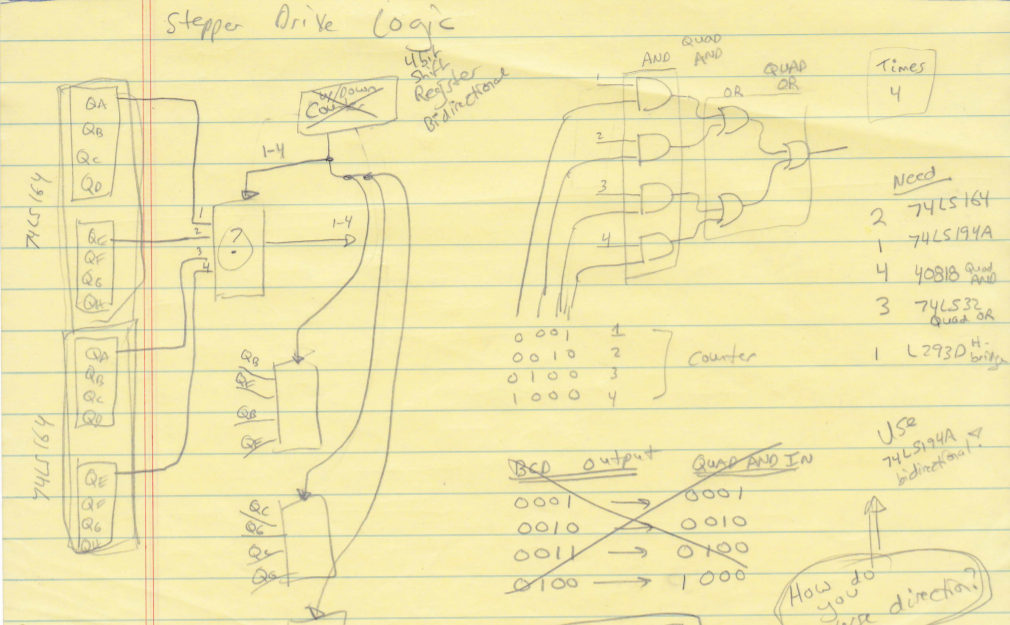 Stepper Drive Logic
4 bit
Shift
Register
Bidirectional
Up/Down
Counter
74LS164
QA
QB
QC
QD
QE
QF
QG
QH
74LS164
QA
QB
QC
QD
QE
QF
QG
QH
1-4
1
2
3
4
?
1-4
QB
QF
QB
QF
QC
QG
QC
QG
AND
QUAD
AND
OR
QUAD
OR
1
2
3
4
Times
4
0001 1
0010 2
0100 3
1000 4
Counter
Need
2 74LS164
1 74LS194A
4 4081B Quad AND
3 74LS32
Quad OR
1 L293D H-bridge
BCD Output QUAD AND IN
0001 → 0001
0010 → 0010
0011 → 0100
0100 → 1000
Use
74LS194A
bidirectional!
How do
you
direction?